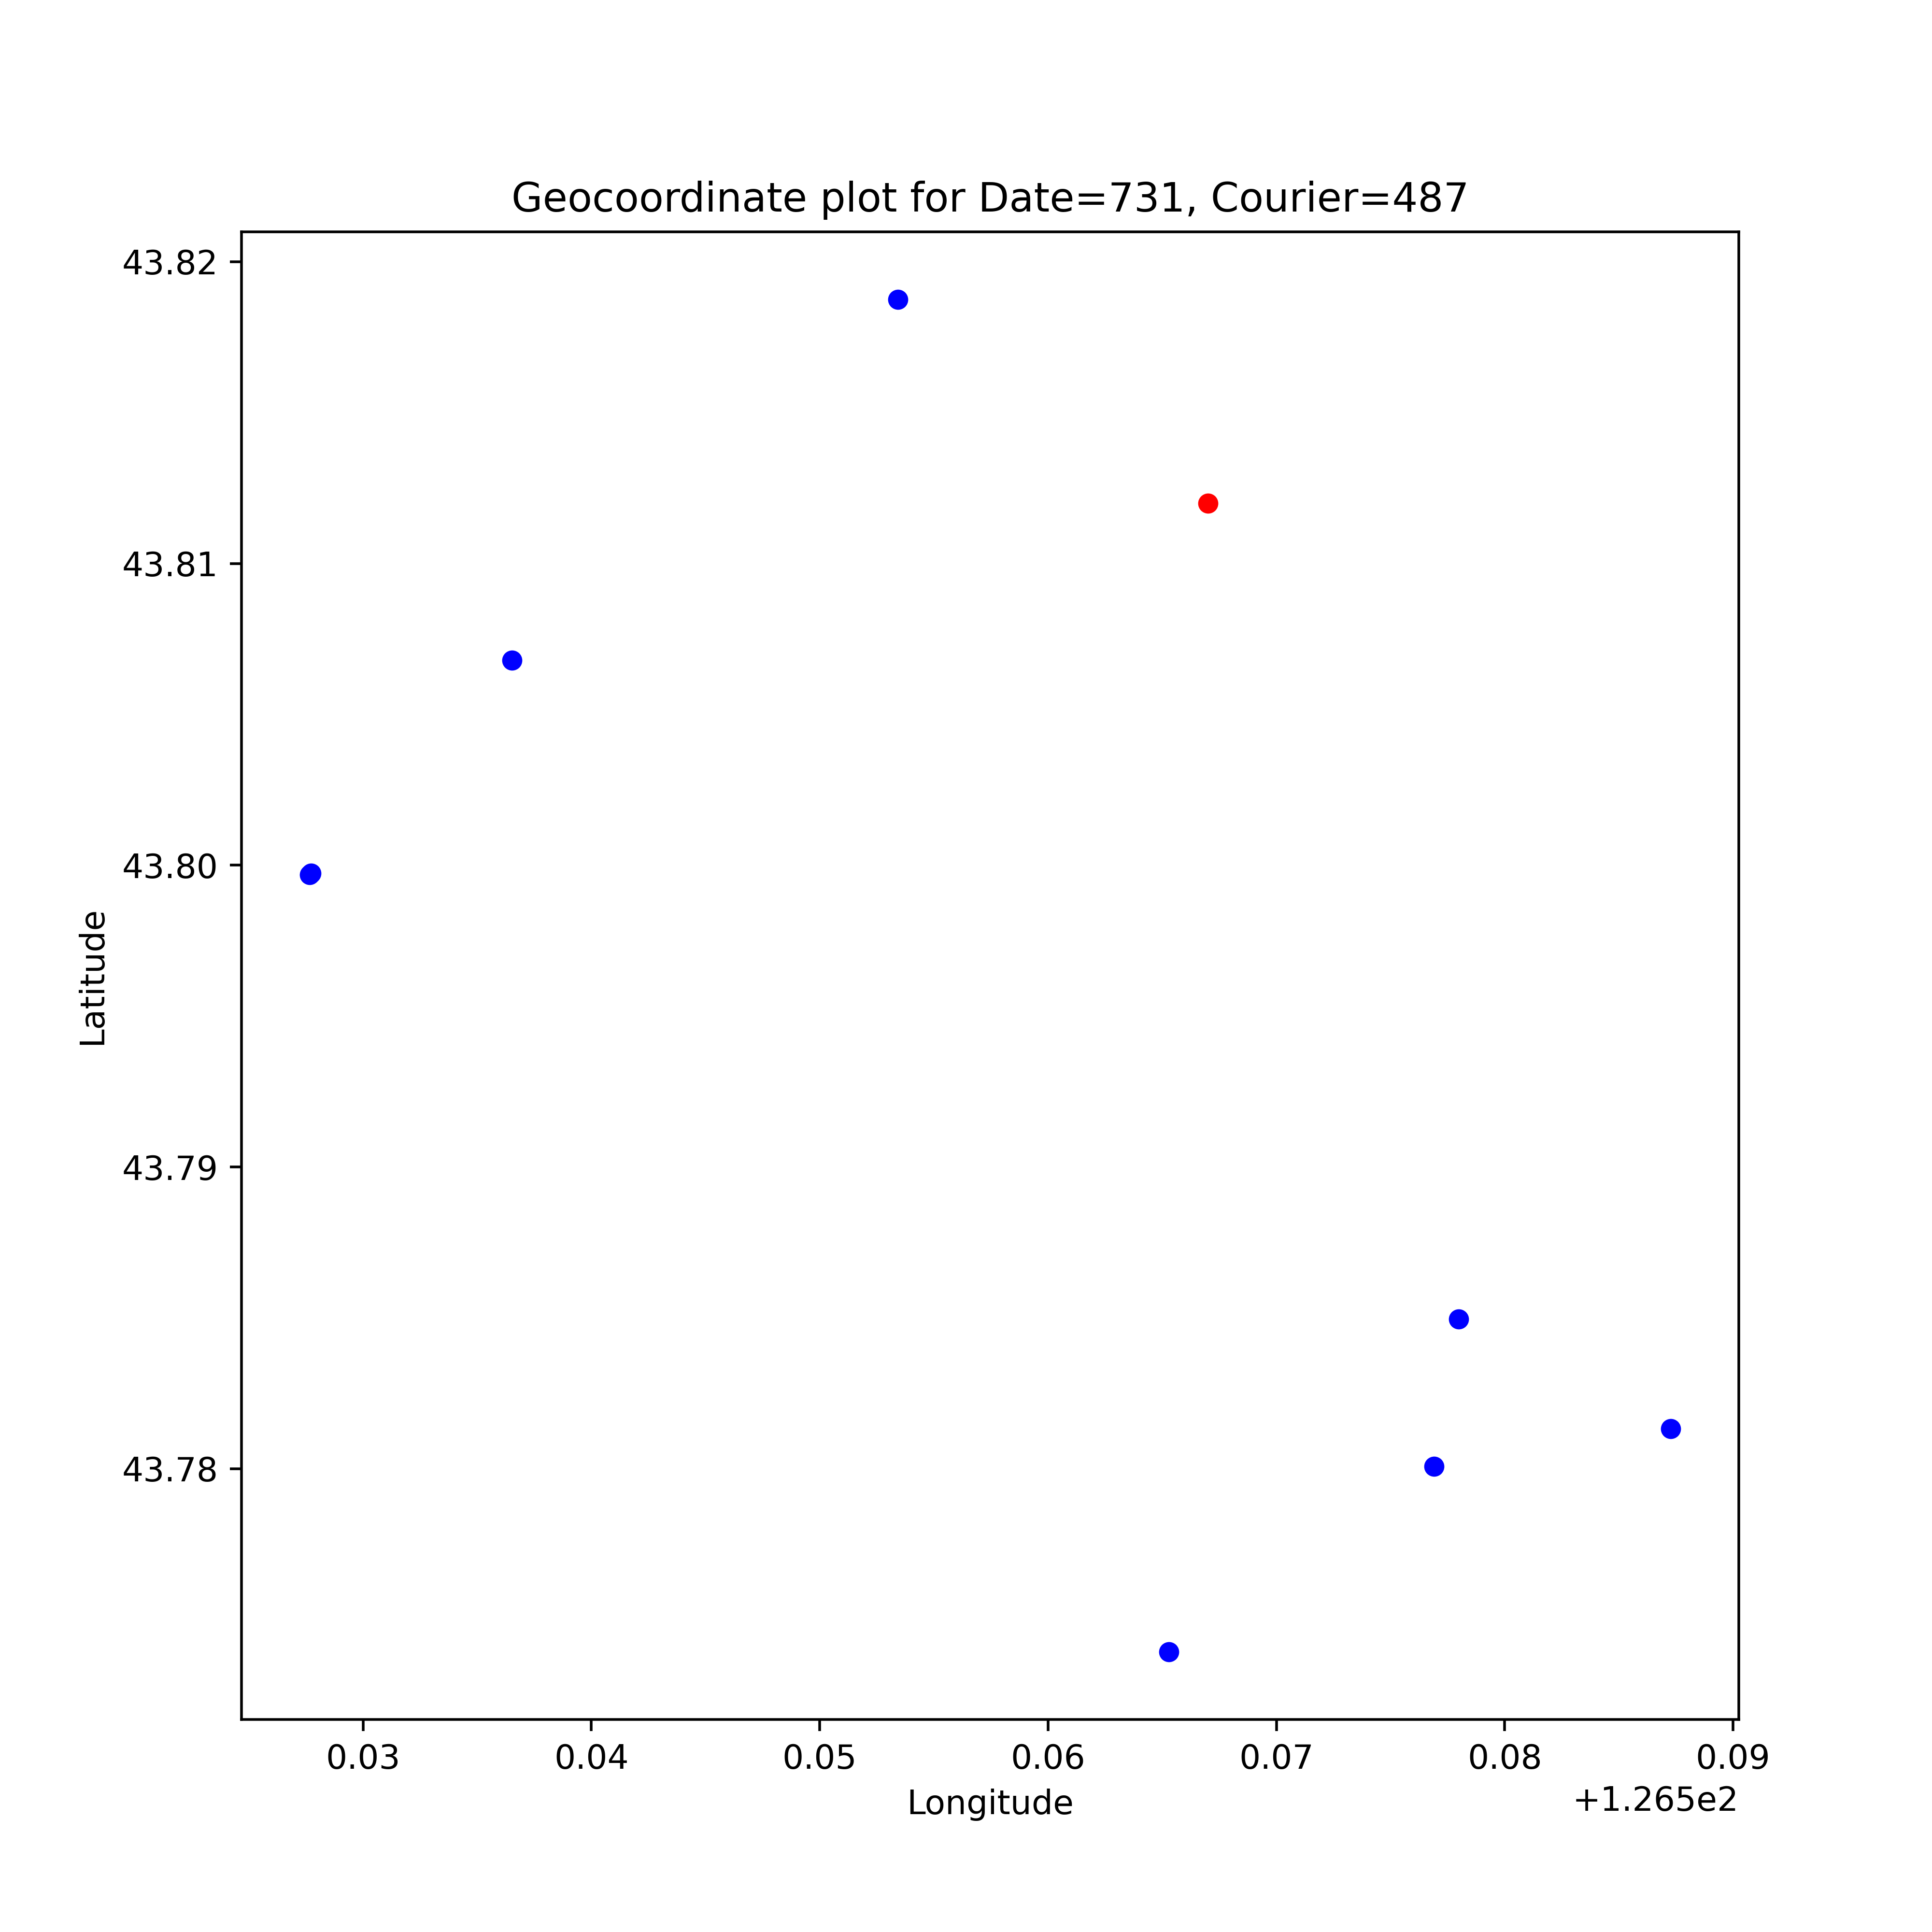 Geocoordinate plot for Date=731, Courier=487
43.82
43.81
43.80
43.79
43.78
Latitude
0.03 0.04 0.05 0.06 0.07 0.08 0.09
+1.265e2
Longitude